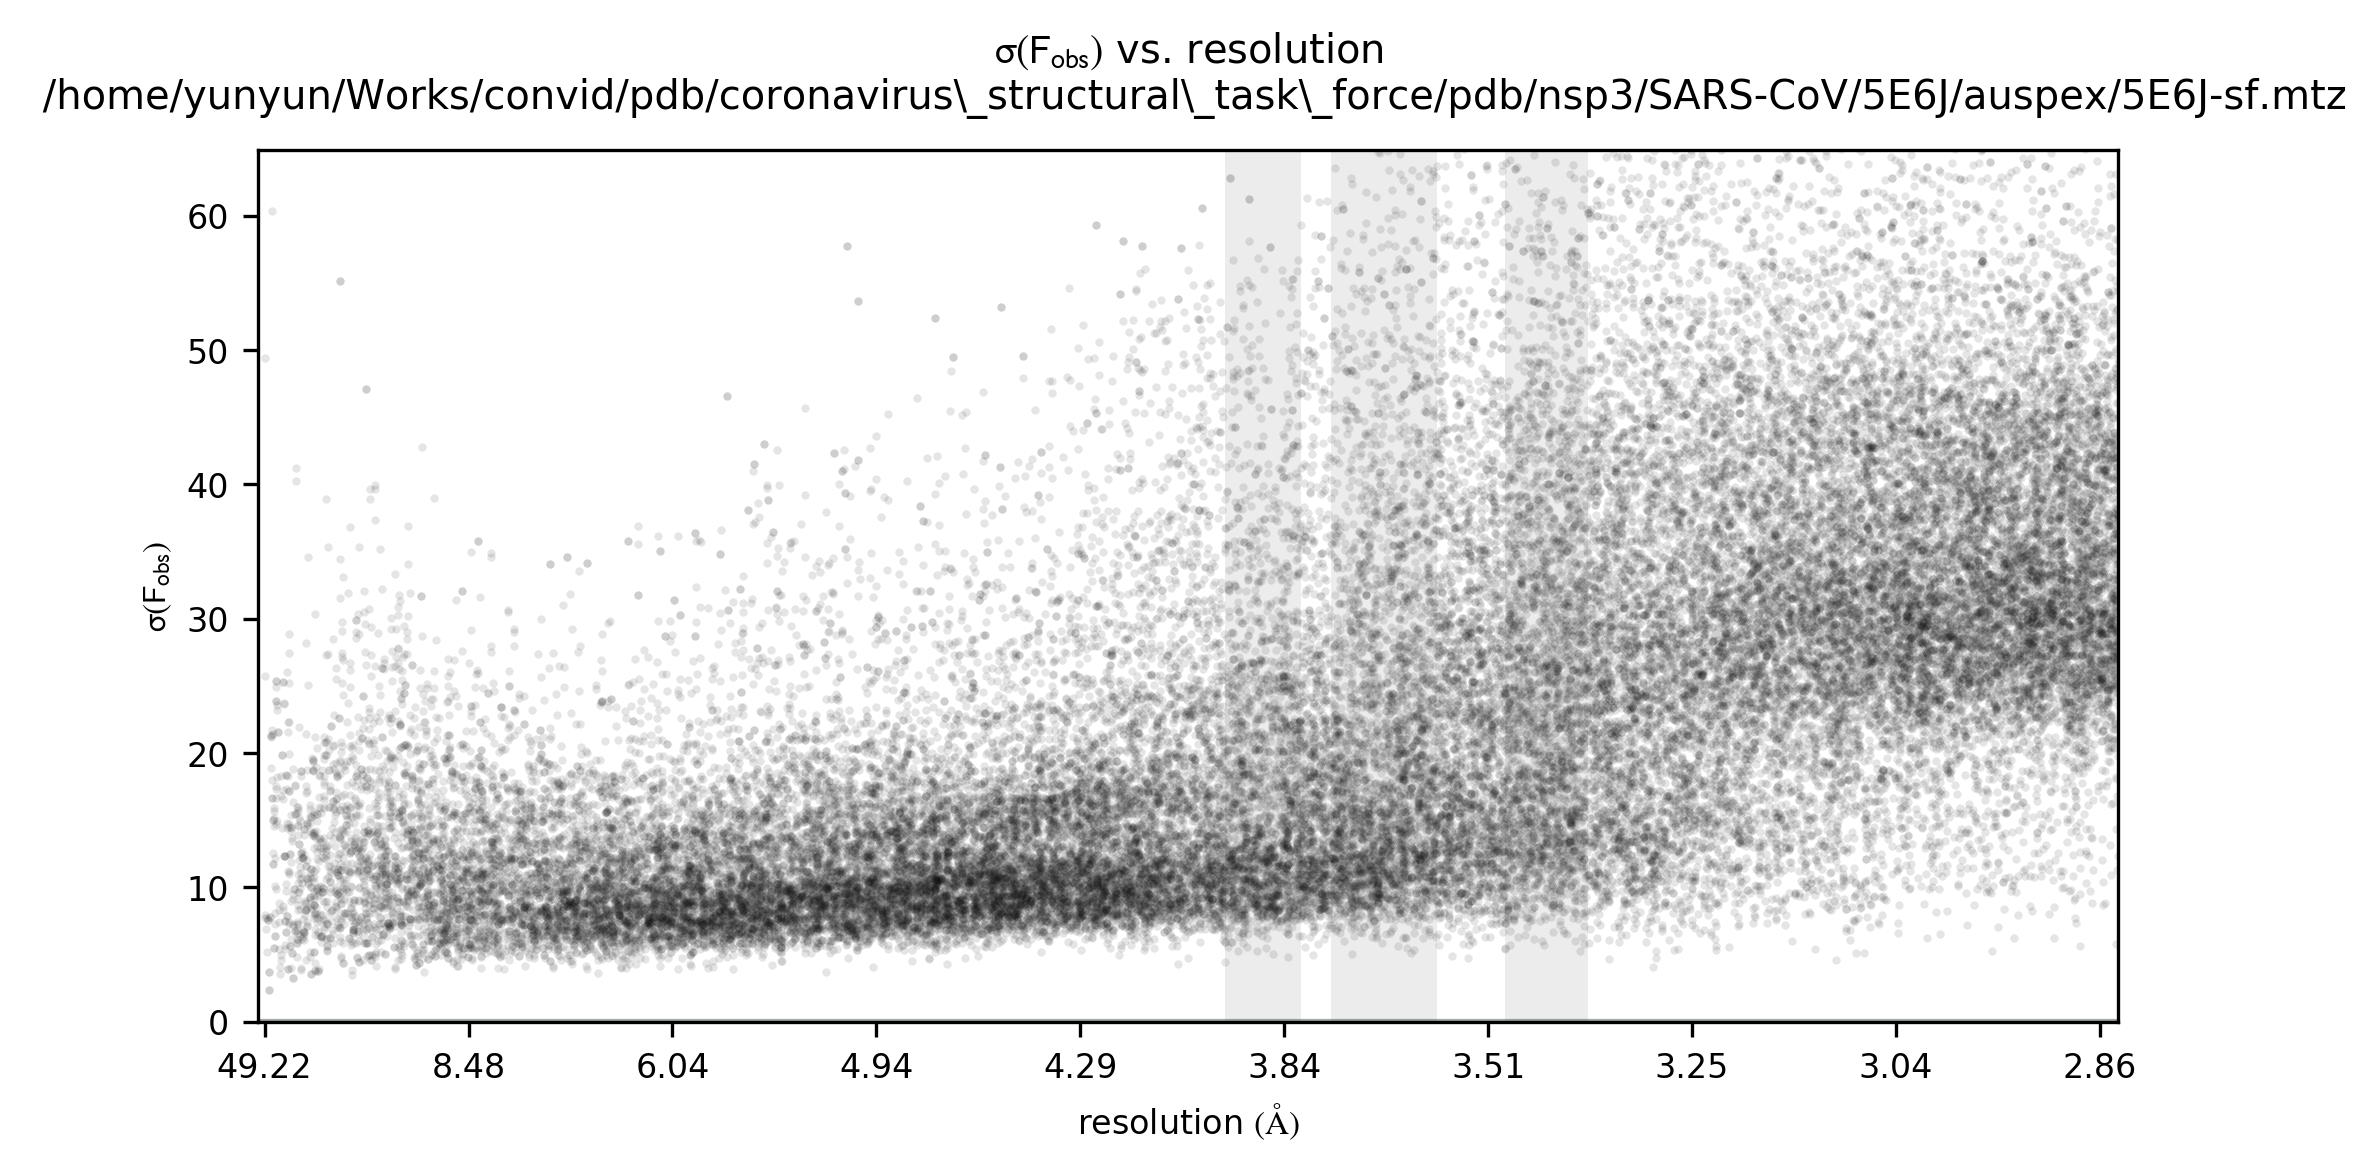 σ(Fobs) vs. resolution
/home/yunyun/Works/convid/pdb/coronavirus\_structural\_task\_force/pdb/nsp3/SARS-CoV/5E6J/auspex/5E6J-sf.mtz
60
50
40
30
20
10
0
σ(Fobs)
49.22 8.48 6.04 4.94 4.29 3.84 3.51 3.25 3.04 2.86
resolution (Å)